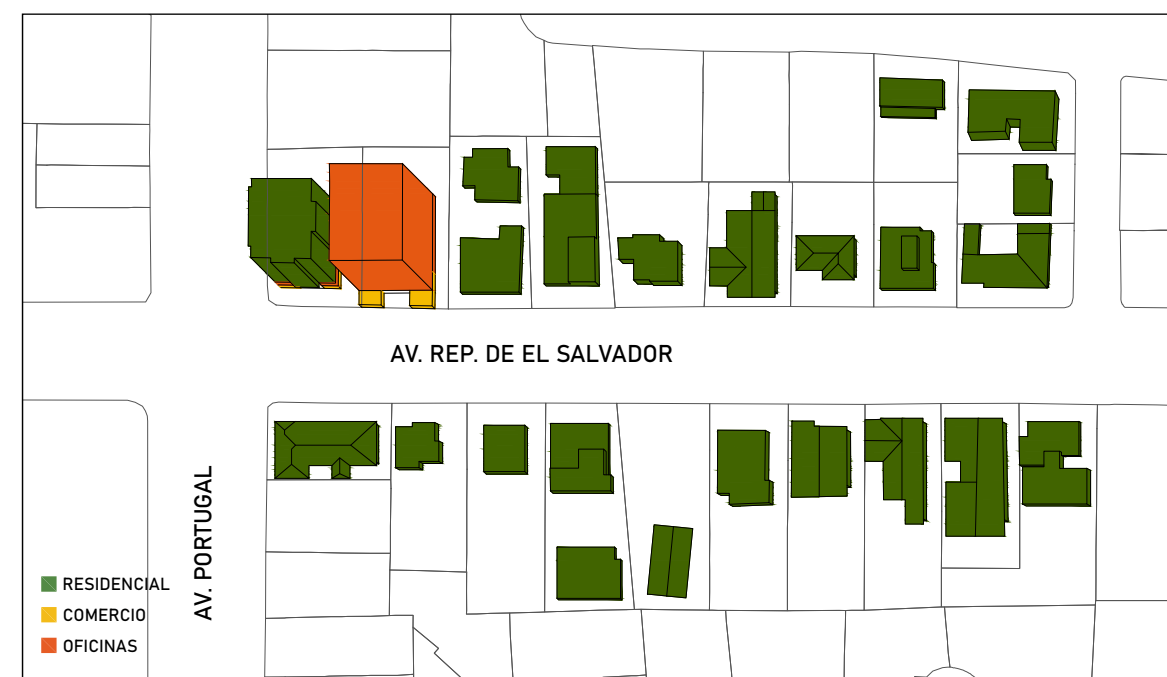 AV. REP. DE EL SALVADOR
AV. PORTUGAL
RESIDENCIAL
COMERCIO
OFICINAS